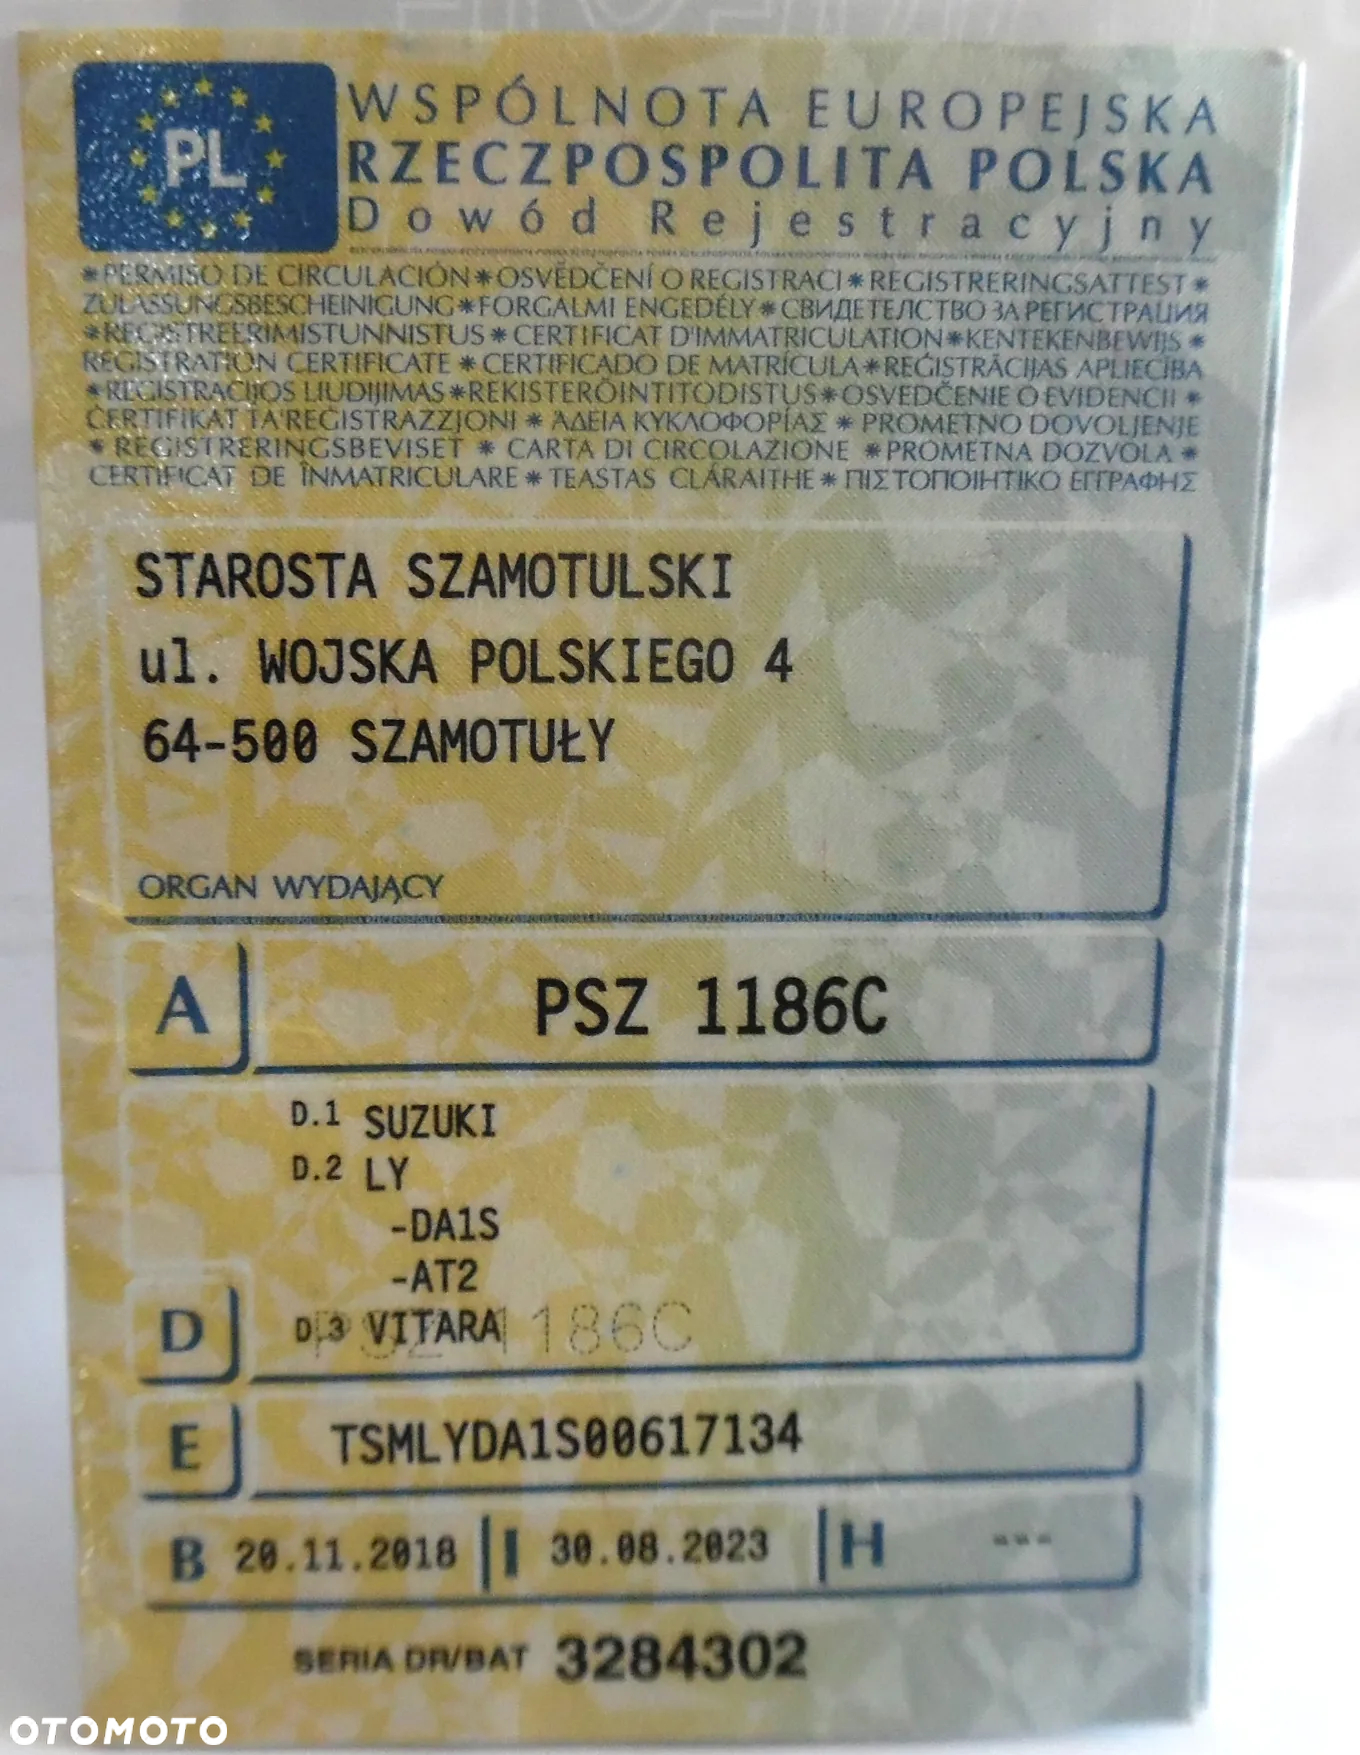 PL
WSPÓLNOTA EUROPEJSKA
RZECZPOSPOLITA POLSKA
Dowód Rejestracyjny
*PERMISO DE CIRCULACIÓN*OSVĚDČENÍ O REGISTRACI*REGISTRERINGSATTEST*
ZULASSUNGSBESCHEINIGUNG*FORGALMI ENGEDÉLY*СВИДЕТЕЛСТВО ЗА РЕГИСТРАЦИЯ
*REGISTREERIMISTUNNISTUS*CERTIFICAT D'IMMATRICULATION*KENTEKENBEWIJS*
REGISTRATION CERTIFICATE*CERTIFICADO DE MATRÍCULA*REĢISTRĀCIJAS APLIECĪBA
*REGISTRACIJOS LIUDIJIMAS*REKISTERÖINTITODISTUS*OSVEDČENIE O EVIDENCII*
ĊERTIFIKAT TA'REĠISTRAZZJONI*ΑΔΕΙΑ ΚΥΚΛΟΦΟΡΊΑΣ*PROMETNO DOVOLJENJE
*REGISTRERINGSBEVISET*CARTA DI CIRCOLAZIONE*PROMETNA DOZVOLA*
CERTIFICAT DE ÎNMATRICULARE*TEASTAS CLÁRAITHE*ΠΙΣΤΟΠΟΙΗΤΙΚΟ ΕΓΓΡΑΦΗΣ
STAROSTA SZAMOTULSKI
ul. WOJSKA POLSKIEGO 4
64-500 SZAMOTUŁY
ORGAN WYDAJĄCY
A PSZ 1186C
D.1 SUZUKI
D.2 LY
-DA1S
-AT2
D D.3 VITARA
PSZ 1186C
E TSMLYDA1S00617134
B 20.11.2018 I 30.08.2023 H ---
SERIA DR/BAT 3284302
OTOMOTO